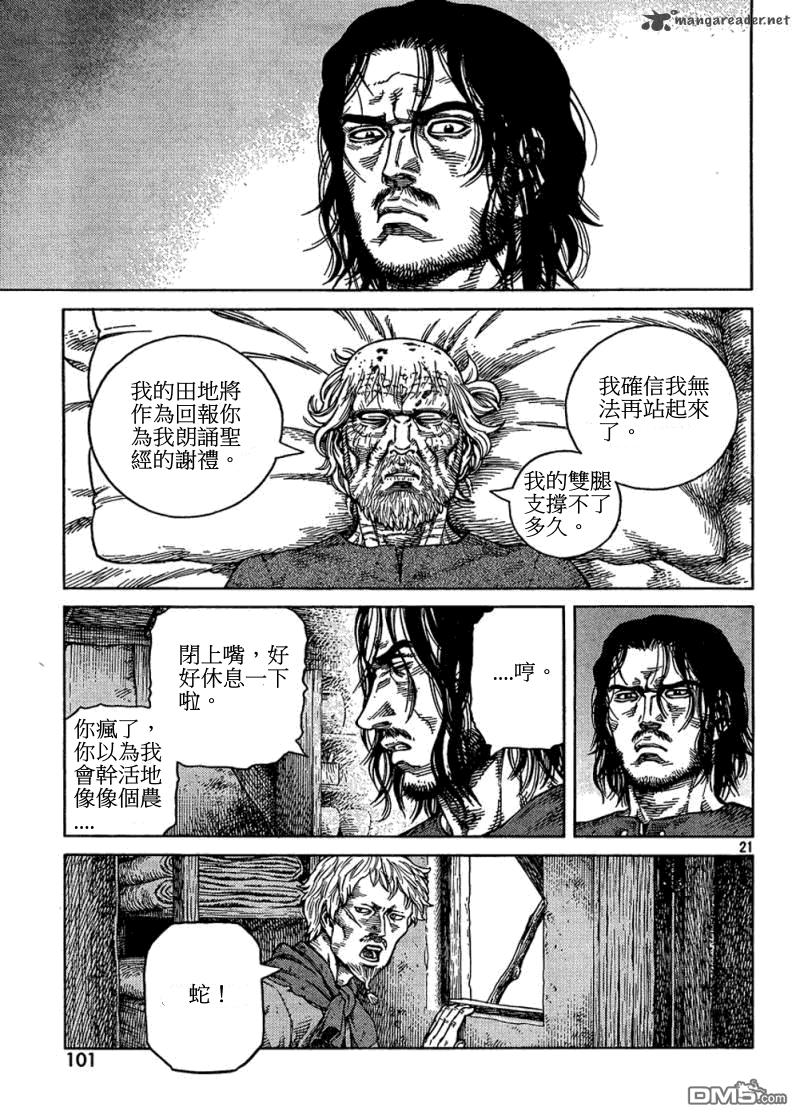 mangareader.net
我確信我無
法再站起來
了。
我的雙腿
支撐不了
多久。
我的田地將
作為回報你
為我朗誦聖
經的謝禮。
....哼。
閉上嘴，好
好休息一下
啦。
你瘋了，
你以為我
會幹活地
像像個農
....
21
蛇！
101
DM5.com